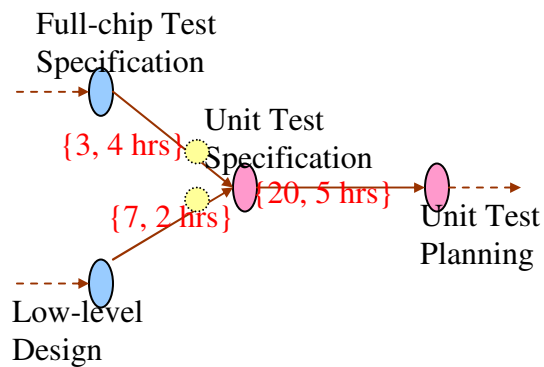 Full-chip Test
Specification
Unit Test
{3, 4 hrs}
Specification
{20, 5 hrs}
{7, 2 hrs}
Unit Test
Planning
Low-level
Design